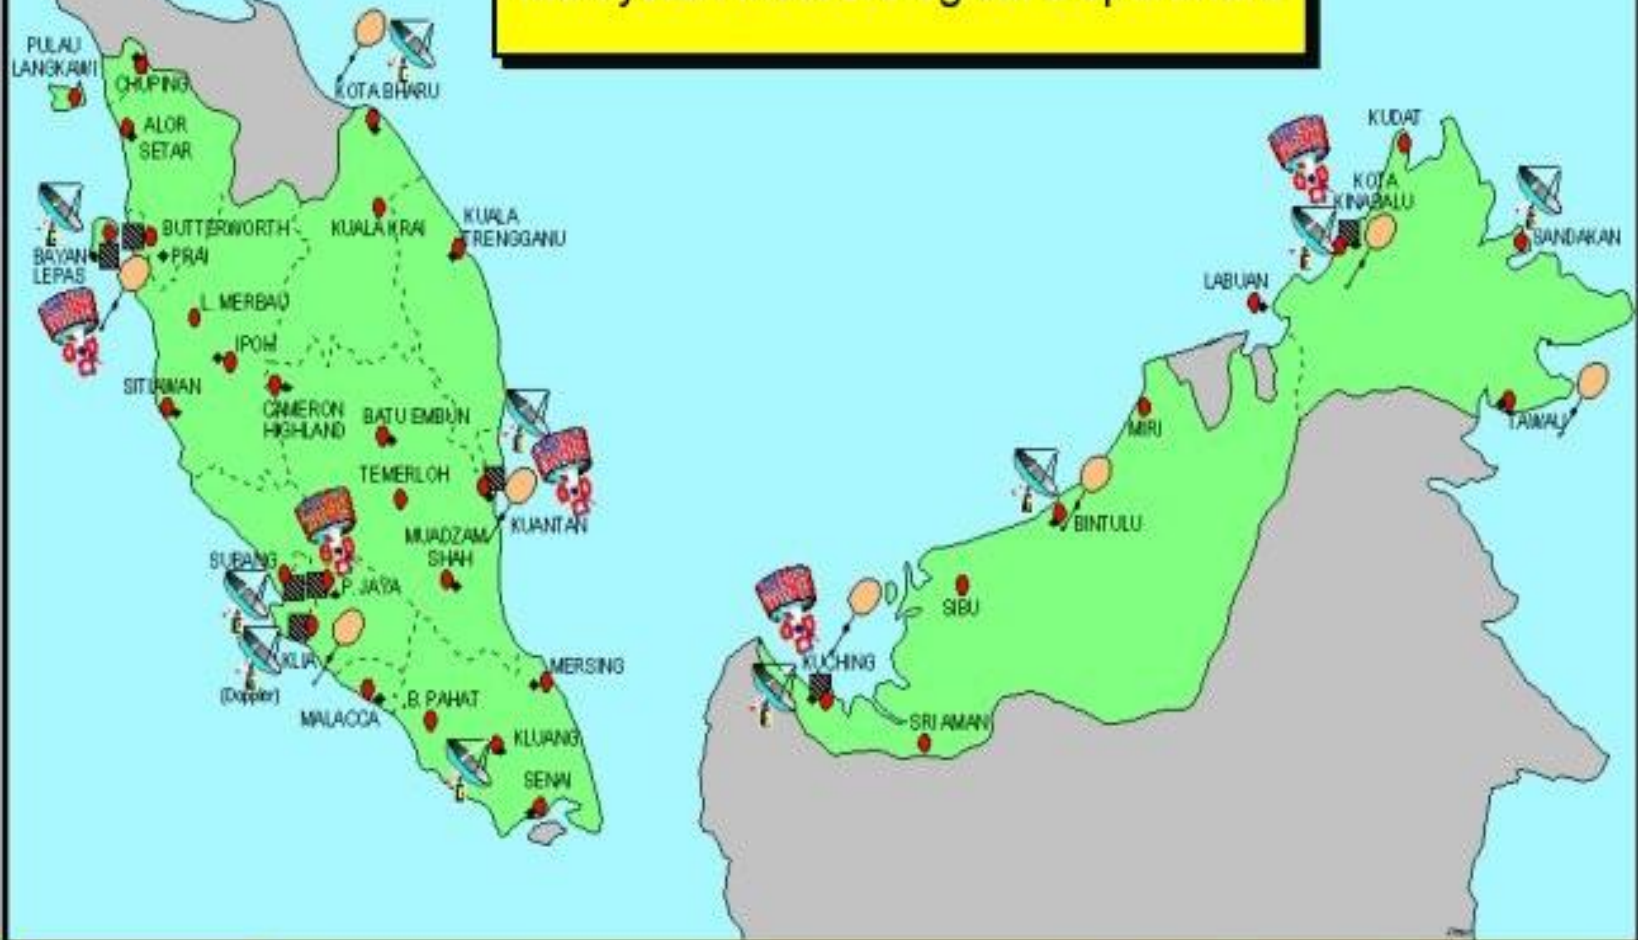 PULAU
LANGKAWI
CHUPING
KOTA BHARU
ALOR
SETAR
BUTTERWORTH
PRAI
BAYAN
LEPAS
KUALA KRAI
KUALA
TRENGGANU
L. MERBAU
IPOH
SITIAWAN
CAMERON
HIGHLAND
BATU EMBUN
TEMERLOH
MUADZAM
SHAH
KUANTAN
SUBANG
P. JAYA
KLIA
(Doppler)
MALACCA
B. PAHAT
MERSING
KLUANG
SENAI
KUDAT
KOTA
KINABALU
SANDAKAN
LABUAN
TAWAU
MIRI
BINTULU
SIBU
KUCHING
SRI AMAN